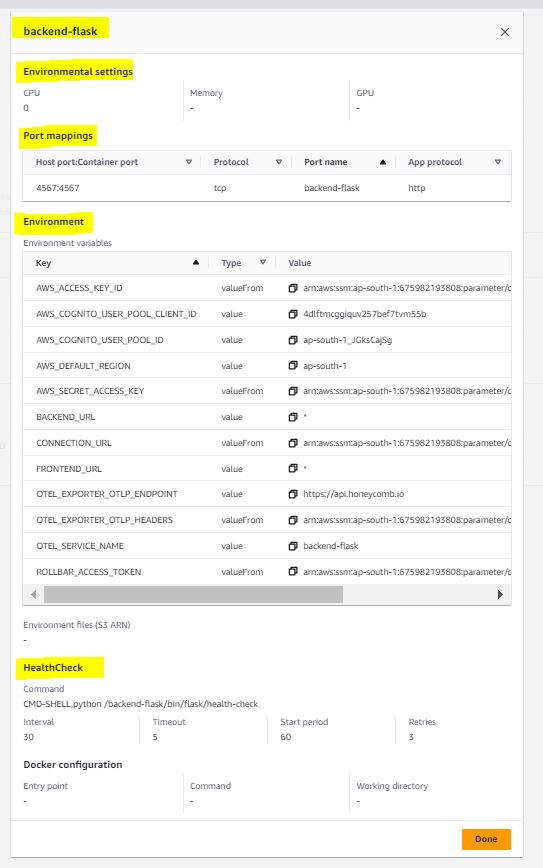 backend-flask
Environmental settings
CPU Memory GPU
0 - -
Port mappings
Host port:Container port Protocol Port name App protocol
4567:4567 tcp backend-flask http
Environment
Environment variables
Key Type Value
AWS_ACCESS_KEY_ID valueFrom arn:aws:ssm:ap-south-1:675982193808:parameter/c
AWS_COGNITO_USER_POOL_CLIENT_ID value 4dlftmcggiquv257bef7tvm55b
AWS_COGNITO_USER_POOL_ID value ap-south-1_JGksCajSg
AWS_DEFAULT_REGION value ap-south-1
AWS_SECRET_ACCESS_KEY valueFrom arn:aws:ssm:ap-south-1:675982193808:parameter/c
BACKEND_URL value *
CONNECTION_URL valueFrom arn:aws:ssm:ap-south-1:675982193808:parameter/c
FRONTEND_URL value *
OTEL_EXPORTER_OTLP_ENDPOINT value https://api.honeycomb.io
OTEL_EXPORTER_OTLP_HEADERS valueFrom arn:aws:ssm:ap-south-1:675982193808:parameter/c
OTEL_SERVICE_NAME value backend-flask
ROLLBAR_ACCESS_TOKEN valueFrom arn:aws:ssm:ap-south-1:675982193808:parameter/c
Environment files (S3 ARN)
-
HealthCheck
Command
CMD-SHELL,python /backend-flask/bin/flask/health-check
Interval Timeout Start period Retries
30 5 60 3
Docker configuration
Entry point Command Working directory
- - -
Done